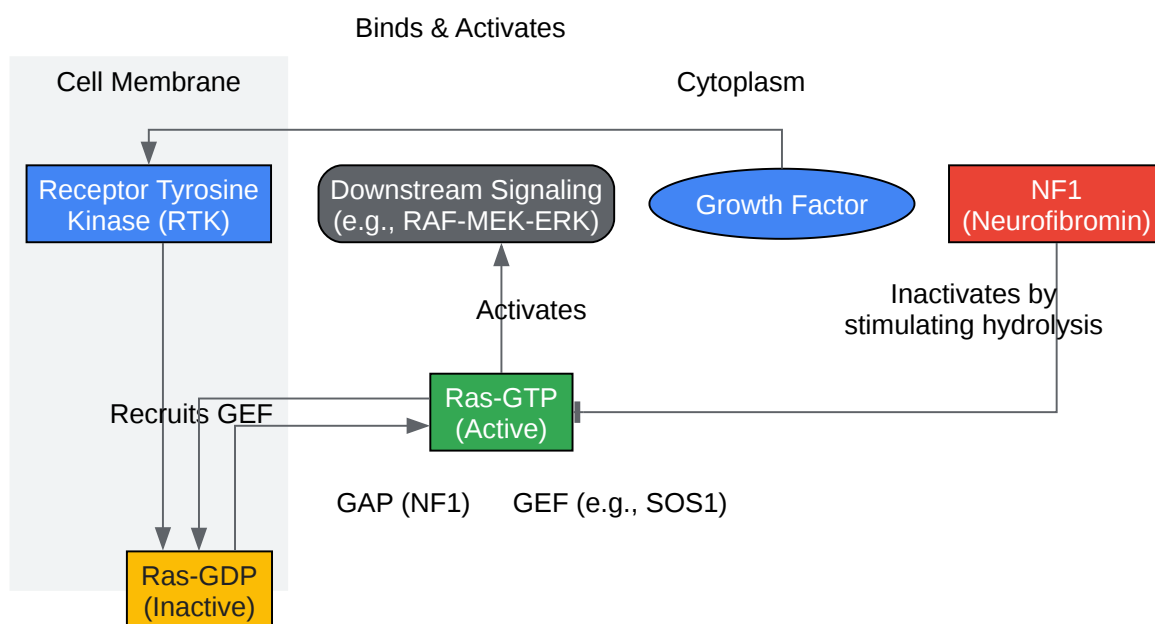 Binds & Activates
Cell Membrane
Cytoplasm
Receptor Tyrosine
Kinase (RTK)
Downstream Signaling
(e.g., RAF-MEK-ERK)
Growth Factor
NF1
(Neurofibromin)
Inactivates by
stimulating hydrolysis
Activates
Recruits GEF
Ras-GTP
(Active)
GAP (NF1)
GEF (e.g., SOS1)
Ras-GDP
(Inactive)